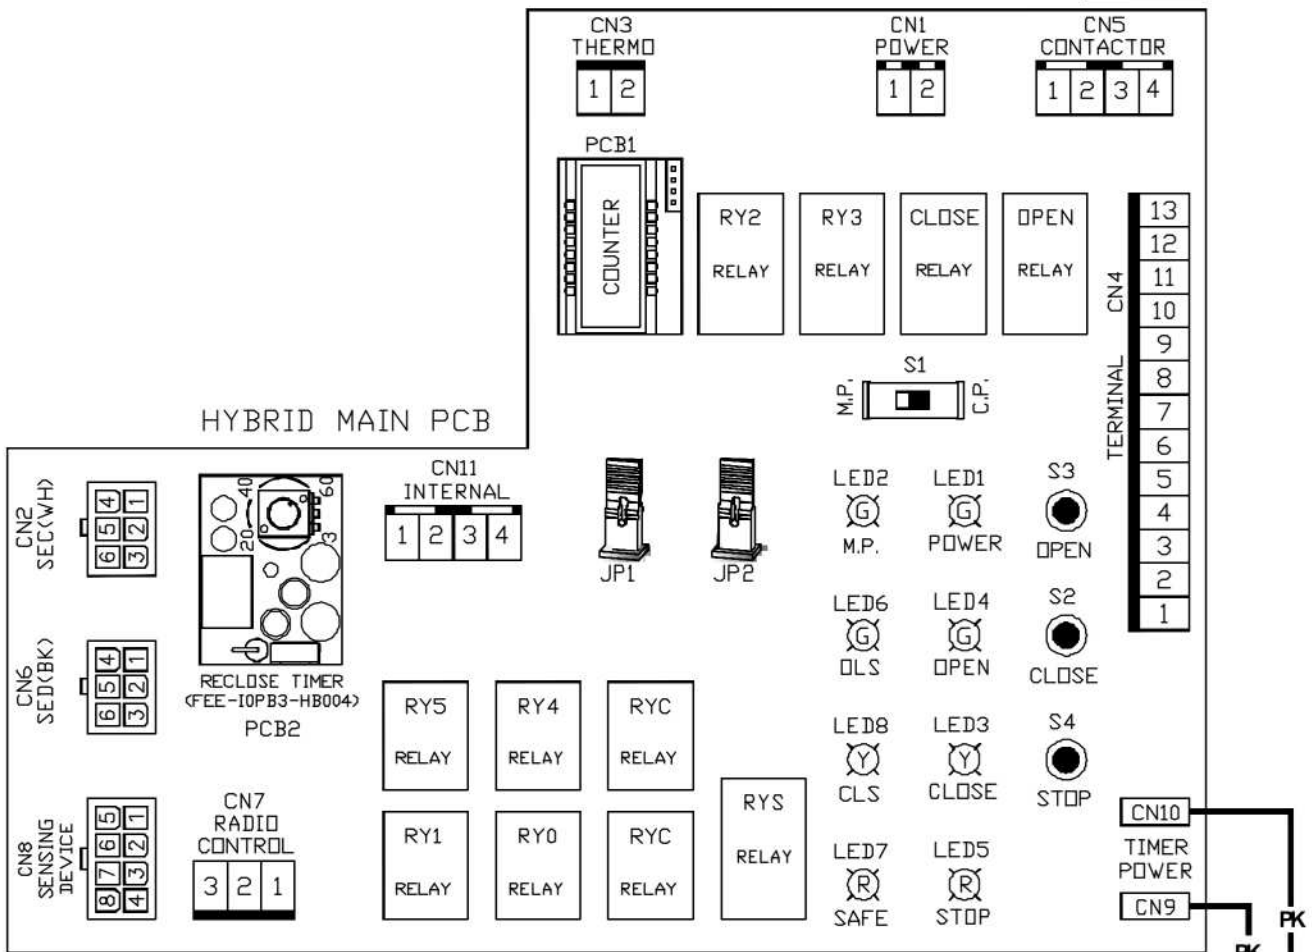 CN3
THERMO
1 2
CN1
POWER
1 2
CN5
CONTACTOR
1 2 3 4
PCB1
COUNTER
RY2
RELAY
RY3
RELAY
CLOSE
RELAY
OPEN
RELAY
TERMINAL CN4
13
12
11
10
9
8
7
6
5
4
3
2
1
S1
M.P.
C.P.
HYBRID MAIN PCB
CN2
SEC(WH)
4 1
5 2
6 3
40 60
20 3
RECLOSE TIMER
(FEE-I0PB3-HB004)
PCB2
CN11
INTERNAL
1 2 3 4
JP1
JP2
LED2
G
M.P.
LED1
G
POWER
S3
OPEN
LED6
G
OLS
LED4
G
OPEN
S2
CLOSE
CN6
SED(BK)
4 1
5 2
6 3
RY5
RELAY
RY4
RELAY
RYC
RELAY
LED8
Y
CLS
LED3
Y
CLOSE
S4
STOP
CN8
SENSING
DEVICE
5 1
6 2
7 3
8 4
CN7
RADIO
CONTROL
3 2 1
RY1
RELAY
RY0
RELAY
RYC
RELAY
RYS
RELAY
LED7
R
SAFE
LED5
R
STOP
CN10
TIMER
POWER
CN9
PK
PK